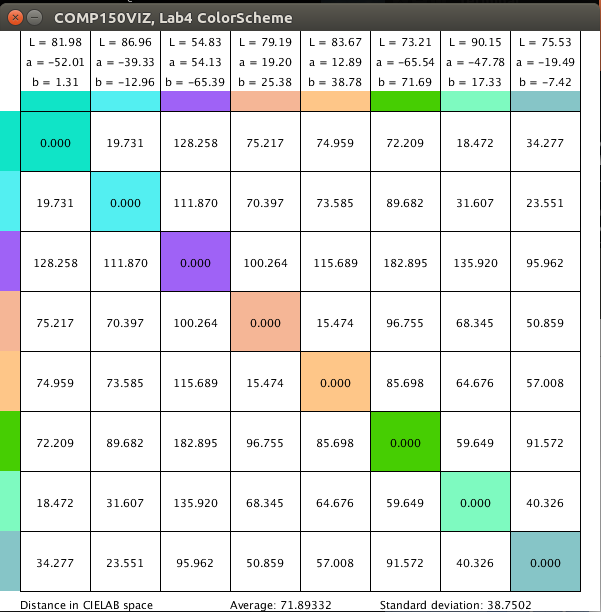 COMP150VIZ, Lab4 ColorScheme
L = 81.98 L = 86.96 L = 54.83 L = 79.19 L = 83.67 L = 73.21 L = 90.15 L = 75.53
a = -52.01 a = -39.33 a = 54.13 a = 19.20 a = 12.89 a = -65.54 a = -47.78 a = -19.49
b = 1.31 b = -12.96 b = -65.39 b = 25.38 b = 38.78 b = 71.69 b = 17.33 b = -7.42
0.000 19.731 128.258 75.217 74.959 72.209 18.472 34.277
19.731 0.000 111.870 70.397 73.585 89.682 31.607 23.551
128.258 111.870 0.000 100.264 115.689 182.895 135.920 95.962
75.217 70.397 100.264 0.000 15.474 96.755 68.345 50.859
74.959 73.585 115.689 15.474 0.000 85.698 64.676 57.008
72.209 89.682 182.895 96.755 85.698 0.000 59.649 91.572
18.472 31.607 135.920 68.345 64.676 59.649 0.000 40.326
34.277 23.551 95.962 50.859 57.008 91.572 40.326 0.000
Distance in CIELAB space Average: 71.89332 Standard deviation: 38.7502